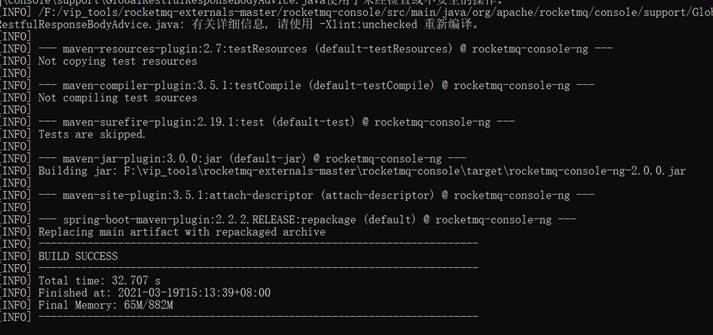 \console\support\GlobalRestfulResponseBodyAdvice.java使用了未经检查或不安全的操作。
[INFO] /F:/vip_tools/rocketmq-externals-master/rocketmq-console/src/main/java/org/apache/rocketmq/console/support/Glob
estfulResponseBodyAdvice.java: 有关详细信息, 请使用 -Xlint:unchecked 重新编译。
[INFO]
[INFO] --- maven-resources-plugin:2.7:testResources (default-testResources) @ rocketmq-console-ng ---
[INFO] Not copying test resources
[INFO]
[INFO] --- maven-compiler-plugin:3.5.1:testCompile (default-testCompile) @ rocketmq-console-ng ---
[INFO] Not compiling test sources
[INFO]
[INFO] --- maven-surefire-plugin:2.19.1:test (default-test) @ rocketmq-console-ng ---
[INFO] Tests are skipped.
[INFO]
[INFO] --- maven-jar-plugin:3.0.0:jar (default-jar) @ rocketmq-console-ng ---
[INFO] Building jar: F:\vip_tools\rocketmq-externals-master\rocketmq-console\target\rocketmq-console-ng-2.0.0.jar
[INFO]
[INFO] --- maven-site-plugin:3.5.1:attach-descriptor (attach-descriptor) @ rocketmq-console-ng ---
[INFO]
[INFO] --- spring-boot-maven-plugin:2.2.2.RELEASE:repackage (default) @ rocketmq-console-ng ---
[INFO] Replacing main artifact with repackaged archive
[INFO] ------------------------------------------------------------------------
[INFO] BUILD SUCCESS
[INFO] ------------------------------------------------------------------------
[INFO] Total time: 32.707 s
[INFO] Finished at: 2021-03-19T15:13:39+08:00
[INFO] Final Memory: 65M/882M
[INFO] ------------------------------------------------------------------------